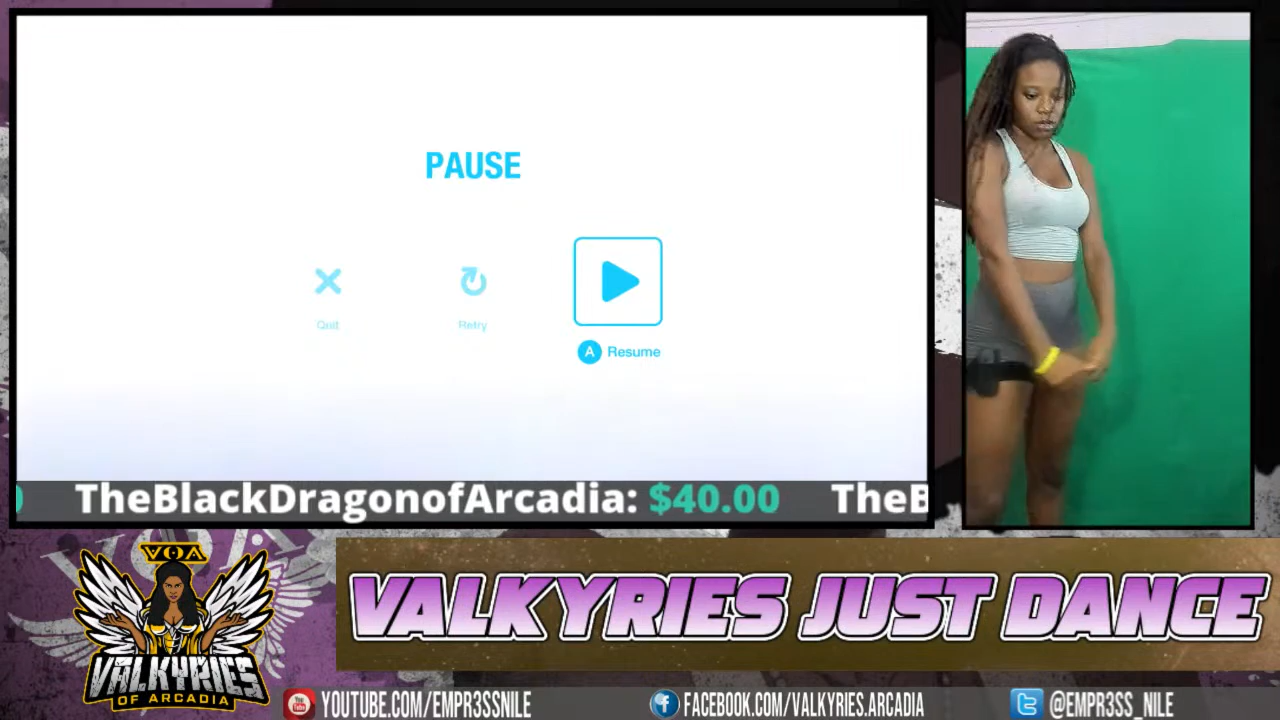 PAUSE
Quit
Retry
A Resume
TheBlackDragonofArcadia: $40.00 TheB
VOA
VALKYRIES
OF ARCADIA
VALKYRIES JUST DANCE
YOUTUBE.COM/EMPR3SSNILE
FACEBOOK.COM/VALKYRIES.ARCADIA
@EMPR3SS_NILE